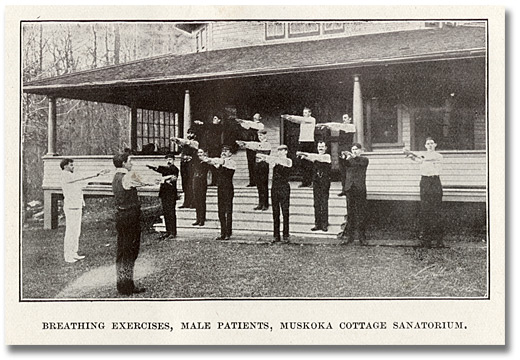 BREATHING EXERCISES, MALE PATIENTS, MUSKOKA COTTAGE SANATORIUM.